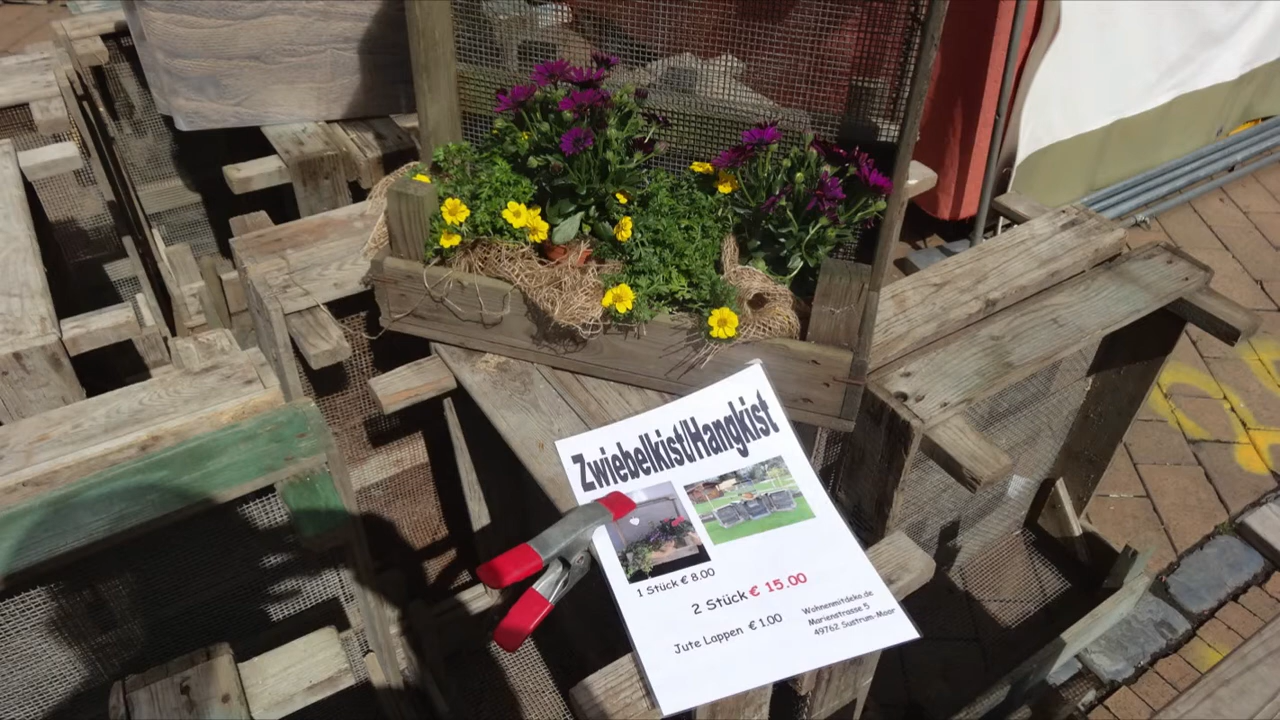 Zwiebelkist/Hangkist
1 Stück € 8.00
2 Stück € 15.00
Jute Lappen € 1.00
Wohnenmitdeko.de
Marienstrasse 5
49762 Sustrum-Moor